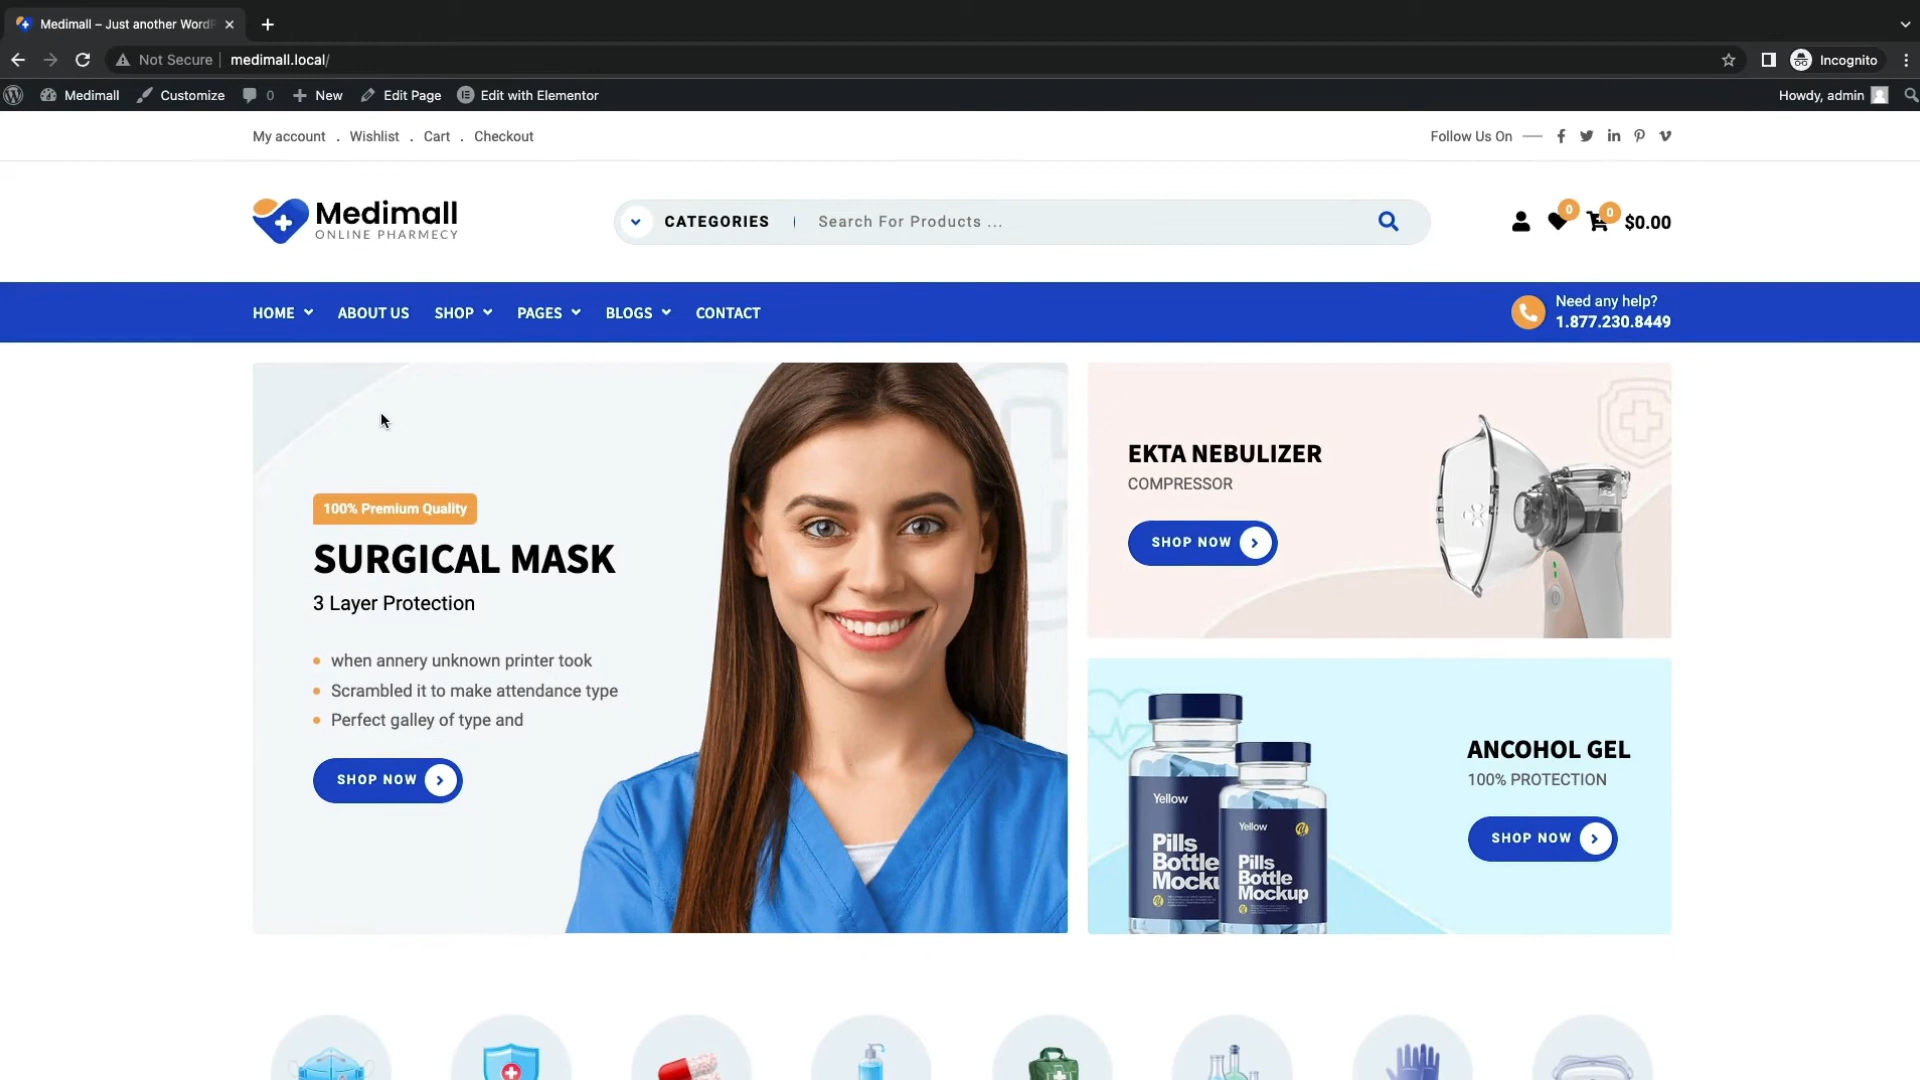 Medimall – Just another WordP
Not Secure
medimall.local/
Incognito
Medimall
Customize
0
New
Edit Page
Edit with Elementor
Howdy, admin
My account . Wishlist . Cart . Checkout
Follow Us On
Medimall
ONLINE PHARMECY
CATEGORIES
Search For Products ...
0
0
$0.00
HOME
ABOUT US
SHOP
PAGES
BLOGS
CONTACT
Need any help?
1.877.230.8449
100% Premium Quality
SURGICAL MASK
3 Layer Protection
when annery unknown printer took
Scrambled it to make attendance type
Perfect galley of type and
SHOP NOW
EKTA NEBULIZER
COMPRESSOR
SHOP NOW
Yellow
Pills
Bottle
Mocku
Yellow
Pills
Bottle
Mockup
ANCOHOL GEL
100% PROTECTION
SHOP NOW